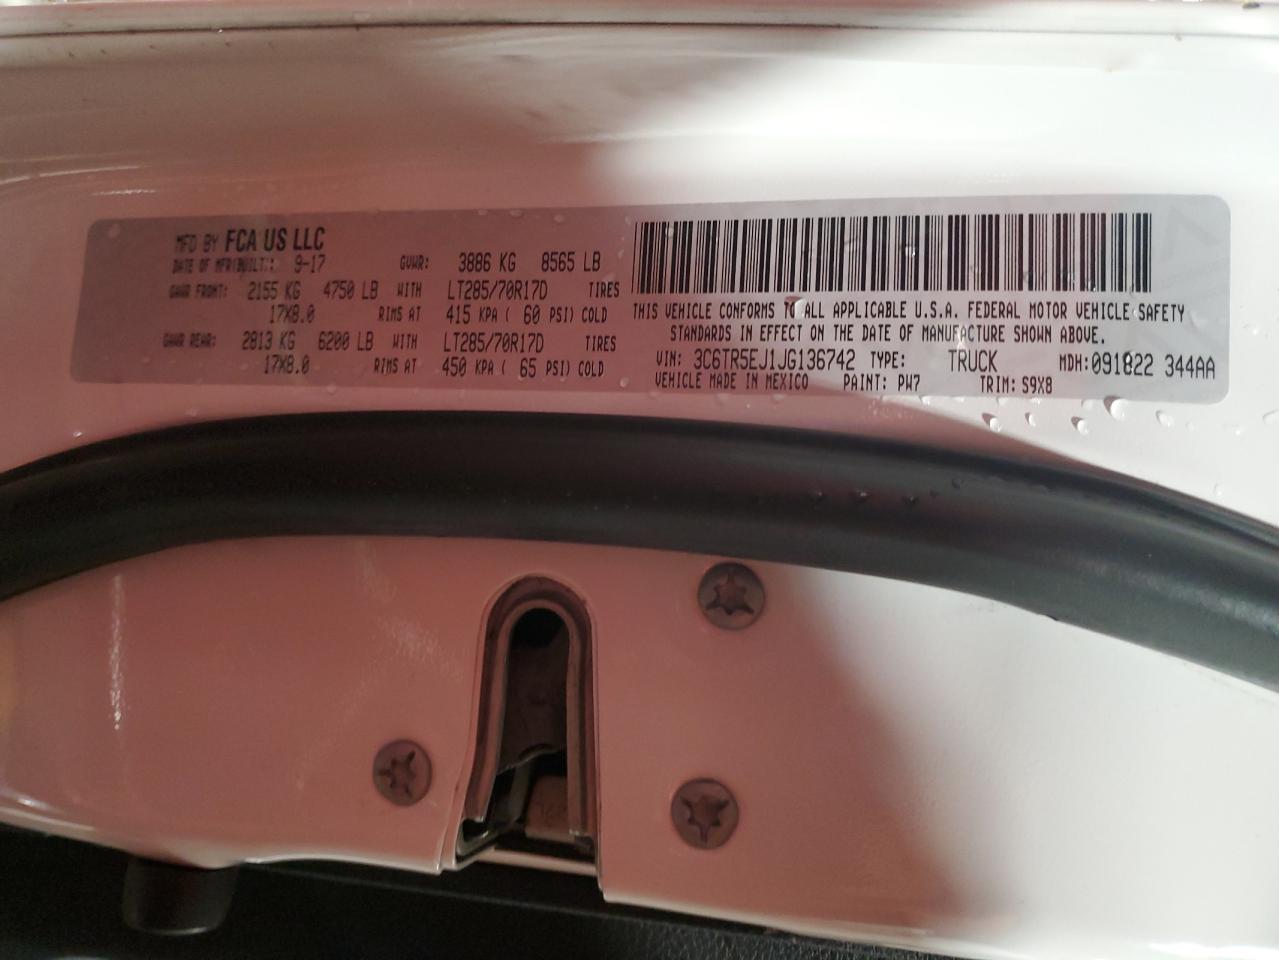 MFD BY FCA US LLC
DATE OF MFR(BUILT): 9-17 GVWR: 3886 KG 8565 LB
GAWR FRONT: 2155 KG 4750 LB WITH LT285/70R17D TIRES
17X8.0 RIMS AT 415 KPA ( 60 PSI) COLD
GAWR REAR: 2813 KG 6200 LB WITH LT285/70R17D TIRES
17X8.0 RIMS AT 450 KPA ( 65 PSI) COLD
THIS VEHICLE CONFORMS TO ALL APPLICABLE U.S.A. FEDERAL MOTOR VEHICLE SAFETY
STANDARDS IN EFFECT ON THE DATE OF MANUFACTURE SHOWN ABOVE.
VIN: 3C6TR5EJ1JG136742 TYPE: TRUCK MDH: 091822 344AA
VEHICLE MADE IN MEXICO PAINT: PW7 TRIM: S9X8